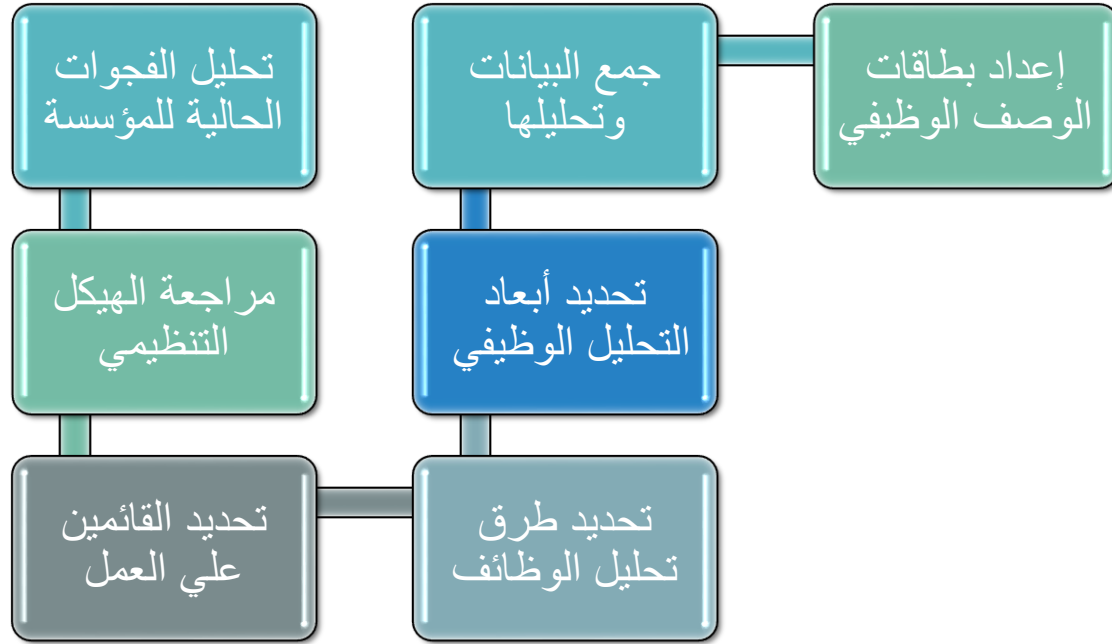 تحليل الفجوات
الحالية للمؤسسة
مراجعة الهيكل
التنظيمي
تحديد القائمين
علي العمل
تحديد طرق
تحليل الوظائف
تحديد أبعاد
التحليل الوظيفي
جمع البيانات
وتحليلها
إعداد بطاقات
الوصف الوظيفي